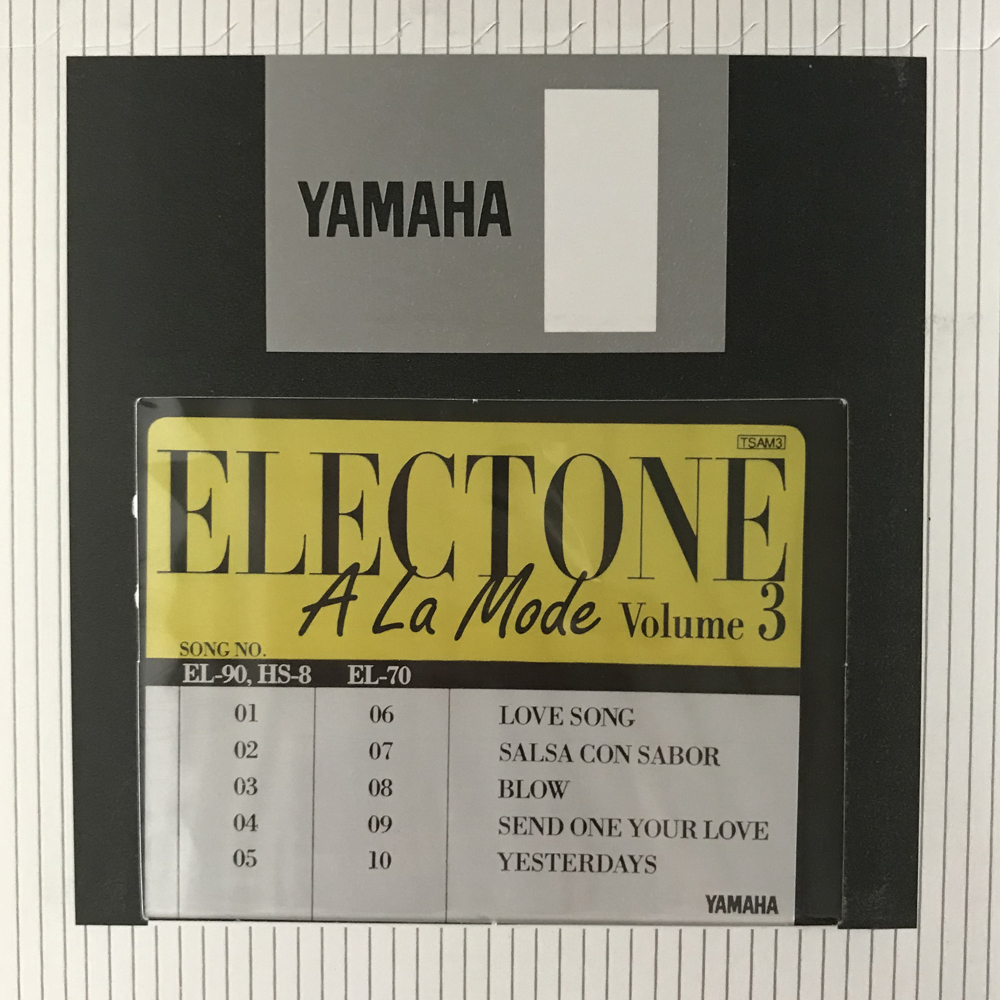 YAMAHA
TSAM3
ELECTONE
A La Mode Volume 3
SONG NO.
EL-90, HS-8 EL-70
01 06 LOVE SONG
02 07 SALSA CON SABOR
03 08 BLOW
04 09 SEND ONE YOUR LOVE
05 10 YESTERDAYS
YAMAHA